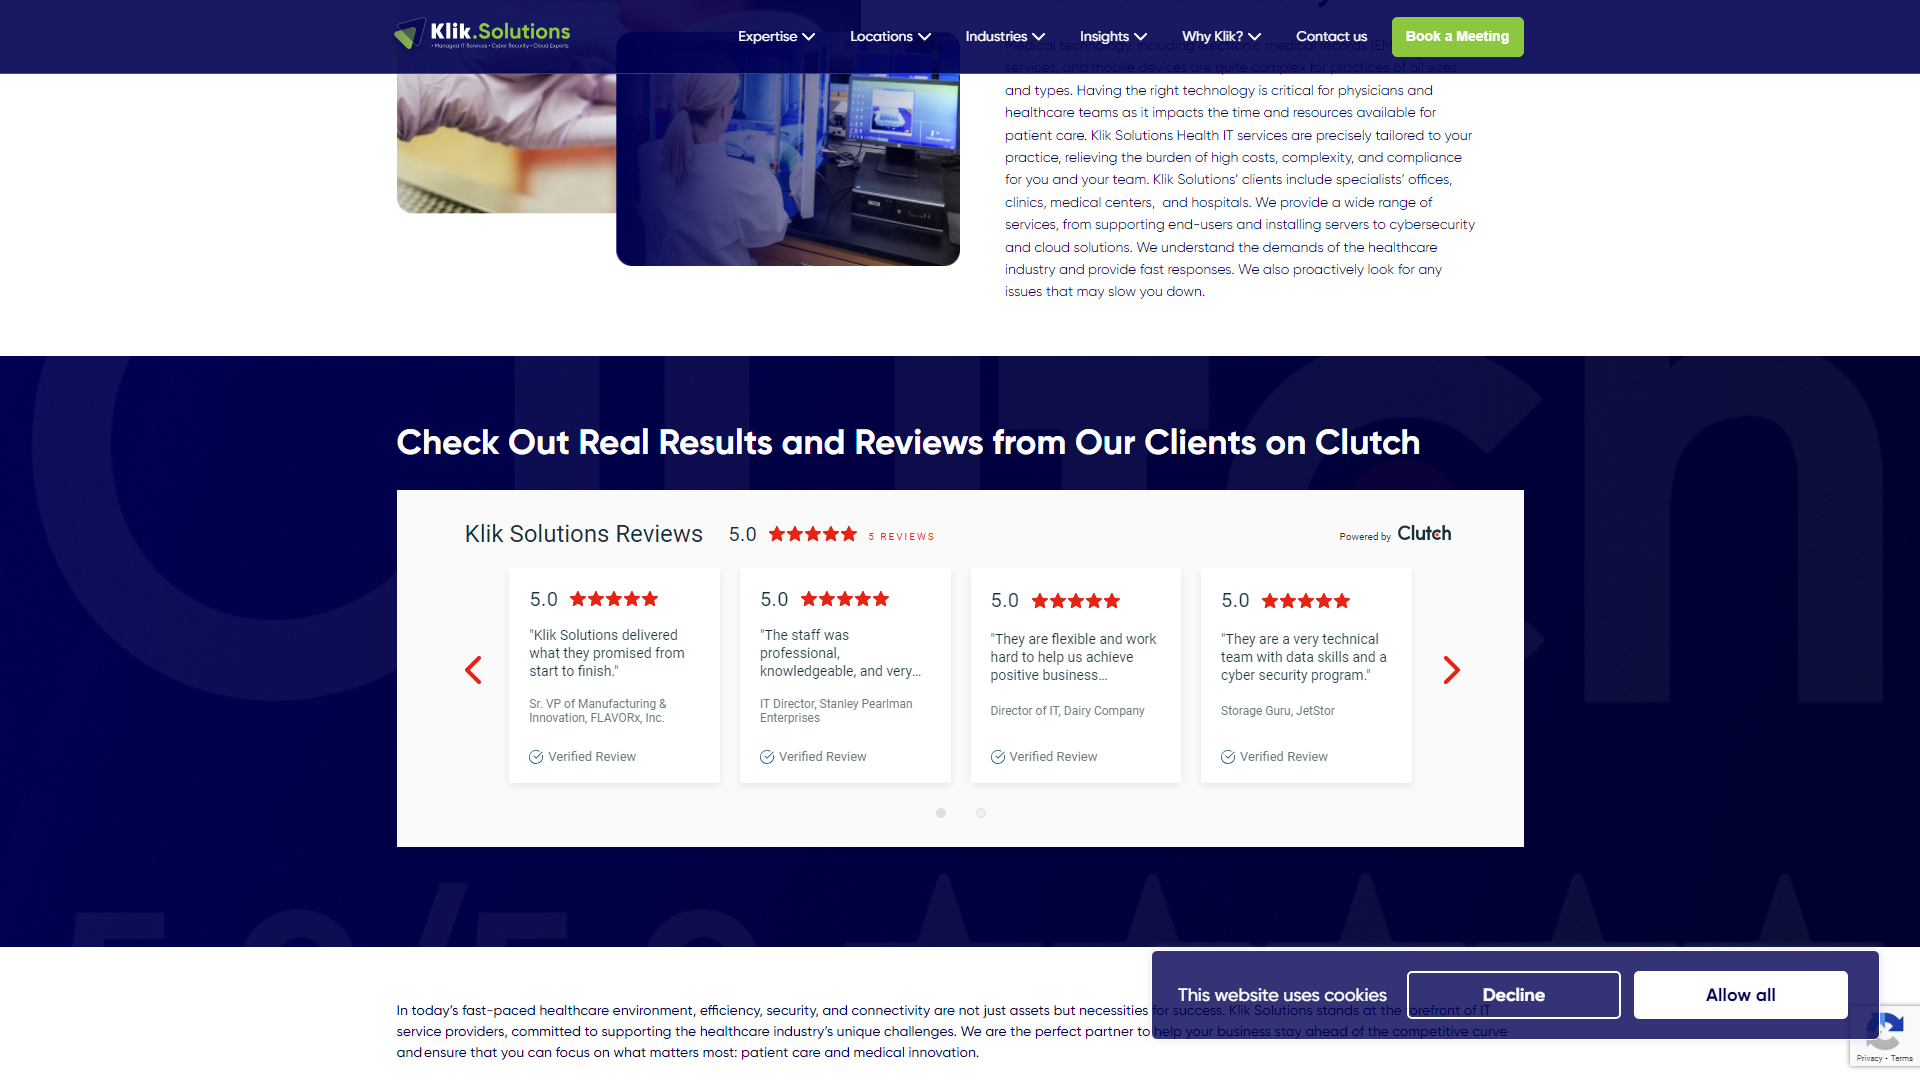 Klik.Solutions
• Managed IT Services • Cyber Security • Cloud Experts
Expertise
Locations
Industries
Insights
Why Klik?
Contact us
Book a Meeting
Medical technology, including electronic medical records (EM
services, and mobile devices are quite complex for practices of all sizes
and types. Having the right technology is critical for physicians and
healthcare teams as it impacts the time and resources available for
patient care. Klik Solutions Health IT services are precisely tailored to your
practice, relieving the burden of high costs, complexity, and compliance
for you and your team. Klik Solutions’ clients include specialists’ offices,
clinics, medical centers,  and hospitals. We provide a wide range of
services, from supporting end-users and installing servers to cybersecurity
and cloud solutions. We understand the demands of the healthcare
industry and provide fast responses. We also proactively look for any
issues that may slow you down.
Check Out Real Results and Reviews from Our Clients on Clutch
Klik Solutions Reviews 5.0 5 REVIEWS
Powered by Clutch
5.0
"Klik Solutions delivered
what they promised from
start to finish."
Sr. VP of Manufacturing &
Innovation, FLAVORx, Inc.
Verified Review
5.0
"The staff was
professional,
knowledgeable, and very...
IT Director, Stanley Pearlman
Enterprises
Verified Review
5.0
"They are flexible and work
hard to help us achieve
positive business...
Director of IT, Dairy Company
Verified Review
5.0
"They are a very technical
team with data skills and a
cyber security program."
Storage Guru, JetStor
Verified Review
In today’s fast-paced healthcare environment, efficiency, security, and connectivity are not just assets but necessities for success. Klik Solutions stands at the forefront of IT
service providers, committed to supporting the healthcare industry’s unique challenges. We are the perfect partner to help your business stay ahead of the competitive curve
and ensure that you can focus on what matters most: patient care and medical innovation.
This website uses cookies
Decline
Allow all
Privacy - Terms